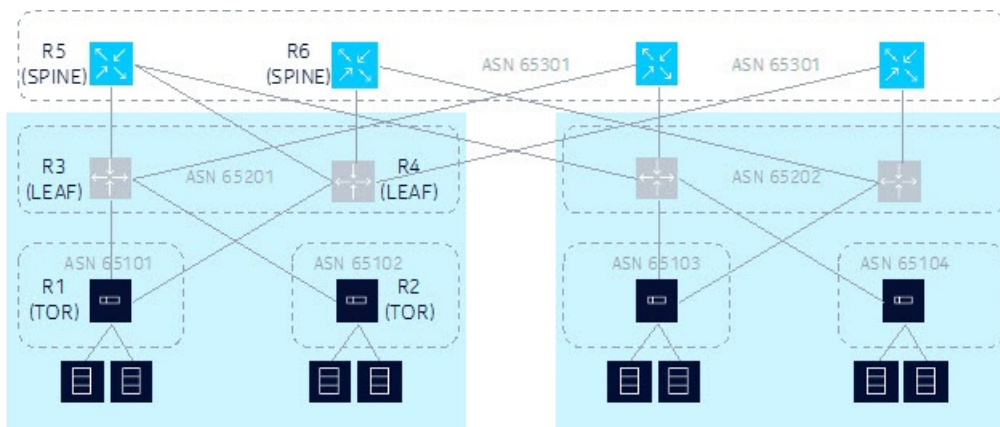 R5
(SPINE)
R6
(SPINE)
ASN 65301
ASN 65301
R3
(LEAF)
ASN 65201
R4
(LEAF)
ASN 65202
ASN 65101
R1
(TOR)
ASN 65102
R2
(TOR)
ASN 65103
ASN 65104